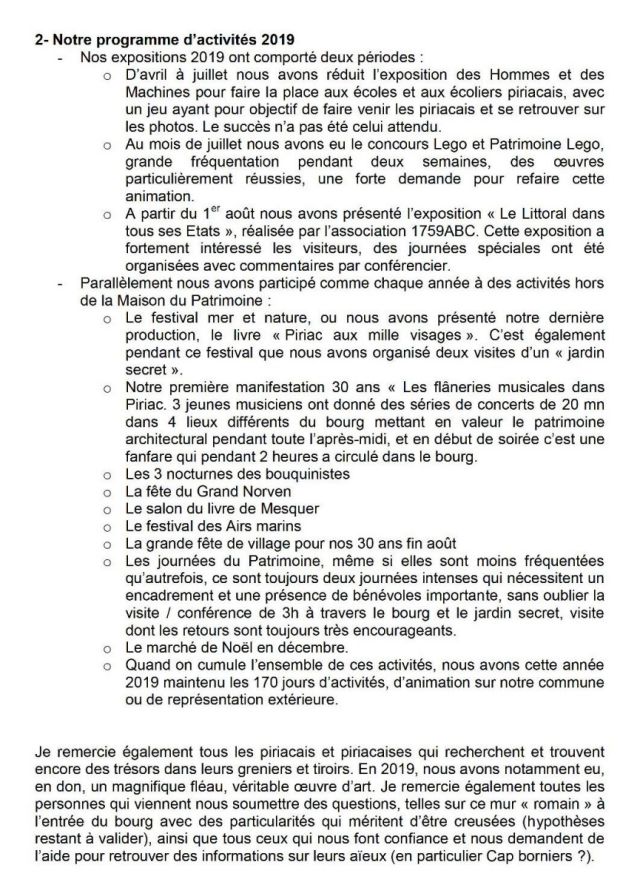 2- Notre programme d'activités 2019
- Nos expositions 2019 ont comporté deux périodes :
o D'avril à juillet nous avons réduit l'exposition des Hommes et des
Machines pour faire la place aux écoles et aux écoliers piriacais, avec
un jeu ayant pour objectif de faire venir les piriacais et se retrouver sur
les photos. Le succès n'a pas été celui attendu.
o Au mois de juillet nous avons eu le concours Lego et Patrimoine Lego,
grande fréquentation pendant deux semaines, des œuvres
particulièrement réussies, une forte demande pour refaire cette
animation.
o A partir du 1er août nous avons présenté l'exposition « Le Littoral dans
tous ses Etats », réalisée par l'association 1759ABC. Cette exposition a
fortement intéressé les visiteurs, des journées spéciales ont été
organisées avec commentaires par conférencier.
- Parallèlement nous avons participé comme chaque année à des activités hors
de la Maison du Patrimoine :
o Le festival mer et nature, ou nous avons présenté notre dernière
production, le livre « Piriac aux mille visages ». C'est également
pendant ce festival que nous avons organisé deux visites d'un « jardin
secret ».
o Notre première manifestation 30 ans « Les flâneries musicales dans
Piriac. 3 jeunes musiciens ont donné des séries de concerts de 20 mn
dans 4 lieux différents du bourg mettant en valeur le patrimoine
architectural pendant toute l'après-midi, et en début de soirée c'est une
fanfare qui pendant 2 heures a circulé dans le bourg.
o Les 3 nocturnes des bouquinistes
o La fête du Grand Norven
o Le salon du livre de Mesquer
o Le festival des Airs marins
o La grande fête de village pour nos 30 ans fin août
o Les journées du Patrimoine, même si elles sont moins fréquentées
qu'autrefois, ce sont toujours deux journées intenses qui nécessitent un
encadrement et une présence de bénévoles importante, sans oublier la
visite / conférence de 3h à travers le bourg et le jardin secret, visite
dont les retours sont toujours très encourageants.
o Le marché de Noël en décembre.
o Quand on cumule l'ensemble de ces activités, nous avons cette année
2019 maintenu les 170 jours d'activités, d'animation sur notre commune
ou de représentation extérieure.
Je remercie également tous les piriacais et piriacaises qui recherchent et trouvent
encore des trésors dans leurs greniers et tiroirs. En 2019, nous avons notamment eu,
en don, un magnifique fléau, véritable œuvre d'art. Je remercie également toutes les
personnes qui viennent nous soumettre des questions, telles sur ce mur « romain » à
l'entrée du bourg avec des particularités qui méritent d'être creusées (hypothèses
restant à valider), ainsi que tous ceux qui nous font confiance et nous demandent de
l'aide pour retrouver des informations sur leurs aïeux (en particulier Cap borniers ?).